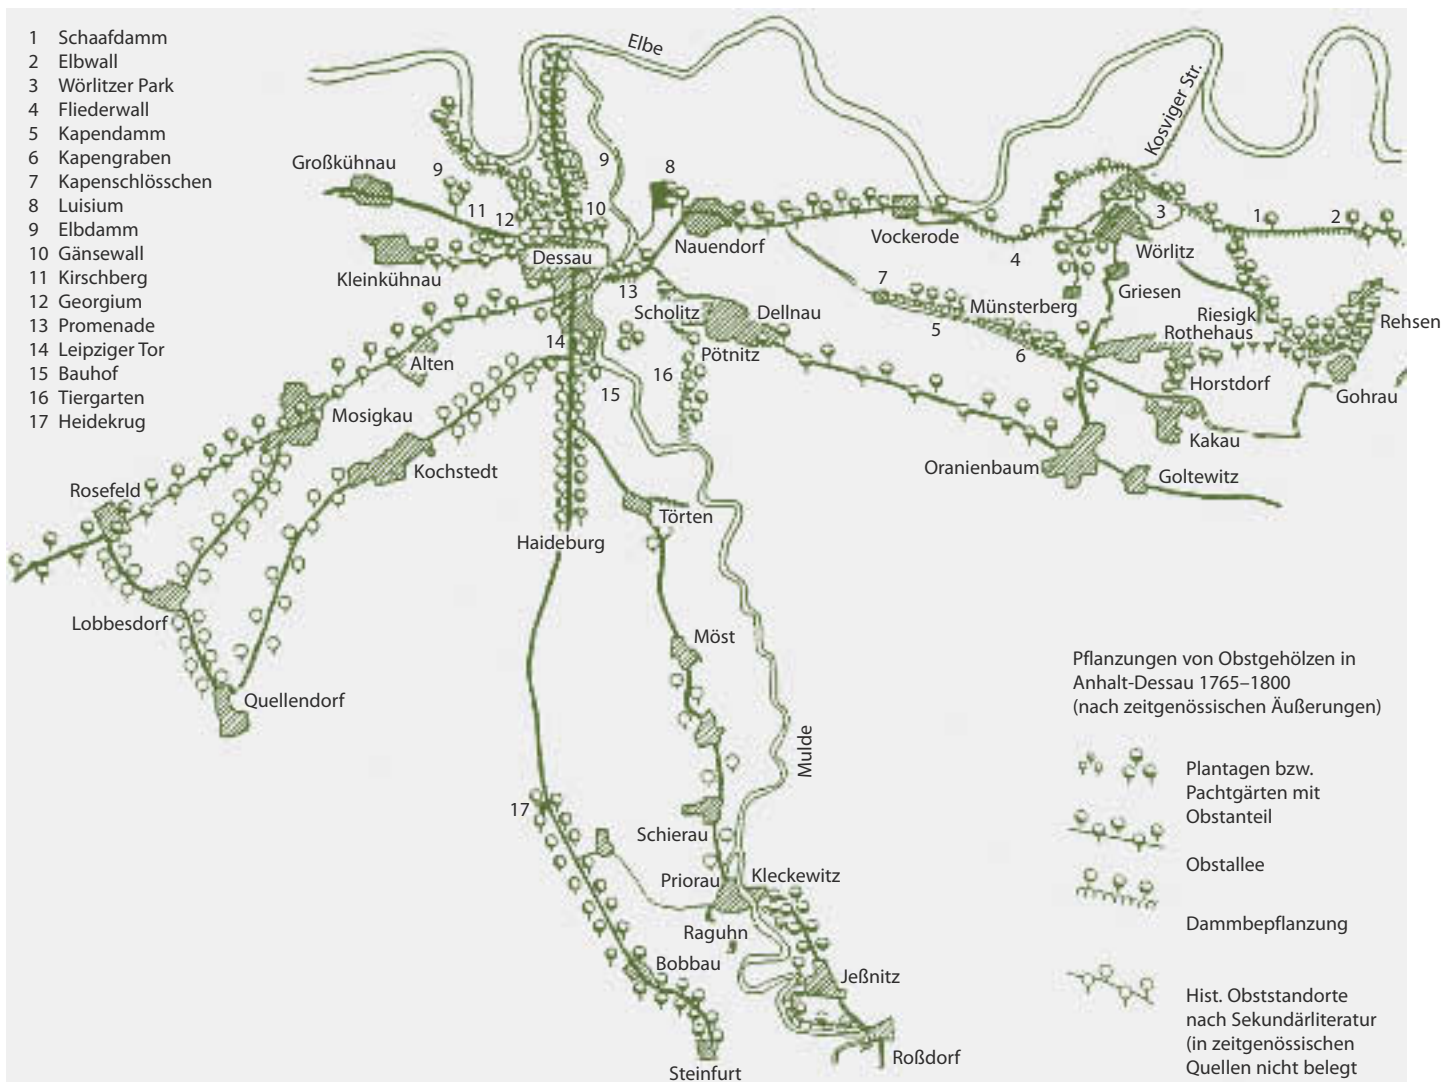 1 Schaafdamm
2 Elbwall
3 Wörlitzer Park
4 Fliederwall
5 Kapendamm
6 Kapengraben
7 Kapenschlösschen
8 Luisium
9 Elbdamm
10 Gänsewall
11 Kirschberg
12 Georgium
13 Promenade
14 Leipziger Tor
15 Bauhof
16 Tiergarten
17 Heidekrug
Elbe
Kosviger Str.
Großkühnau
9
9
8
11
12
10
3
1
2
Nauendorf
Vockerode
4
Wörlitz
Kleinkühnau
Dessau
13
7
Münsterberg
Griesen
Scholitz
Dellnau
5
6
Riesigk
Rothehaus
Rehsen
14
Pötnitz
Alten
16
15
Horstdorf
Gohrau
Mosigkau
Kakau
Kochstedt
Oranienbaum
Goltewitz
Rosefeld
Törten
Haideburg
Lobbesdorf
Möst
Quellendorf
Mulde
17
Schierau
Priorau
Kleckewitz
Raguhn
Bobbau
Jeßnitz
Roßdorf
Steinfurt
Pflanzungen von Obstgehölzen in
Anhalt-Dessau 1765–1800
(nach zeitgenössischen Äußerungen)
Plantagen bzw.
Pachtgärten mit
Obstanteil
Obstallee
Dammbepflanzung
Hist. Obststandorte
nach Sekundärliteratur
(in zeitgenössischen
Quellen nicht belegt